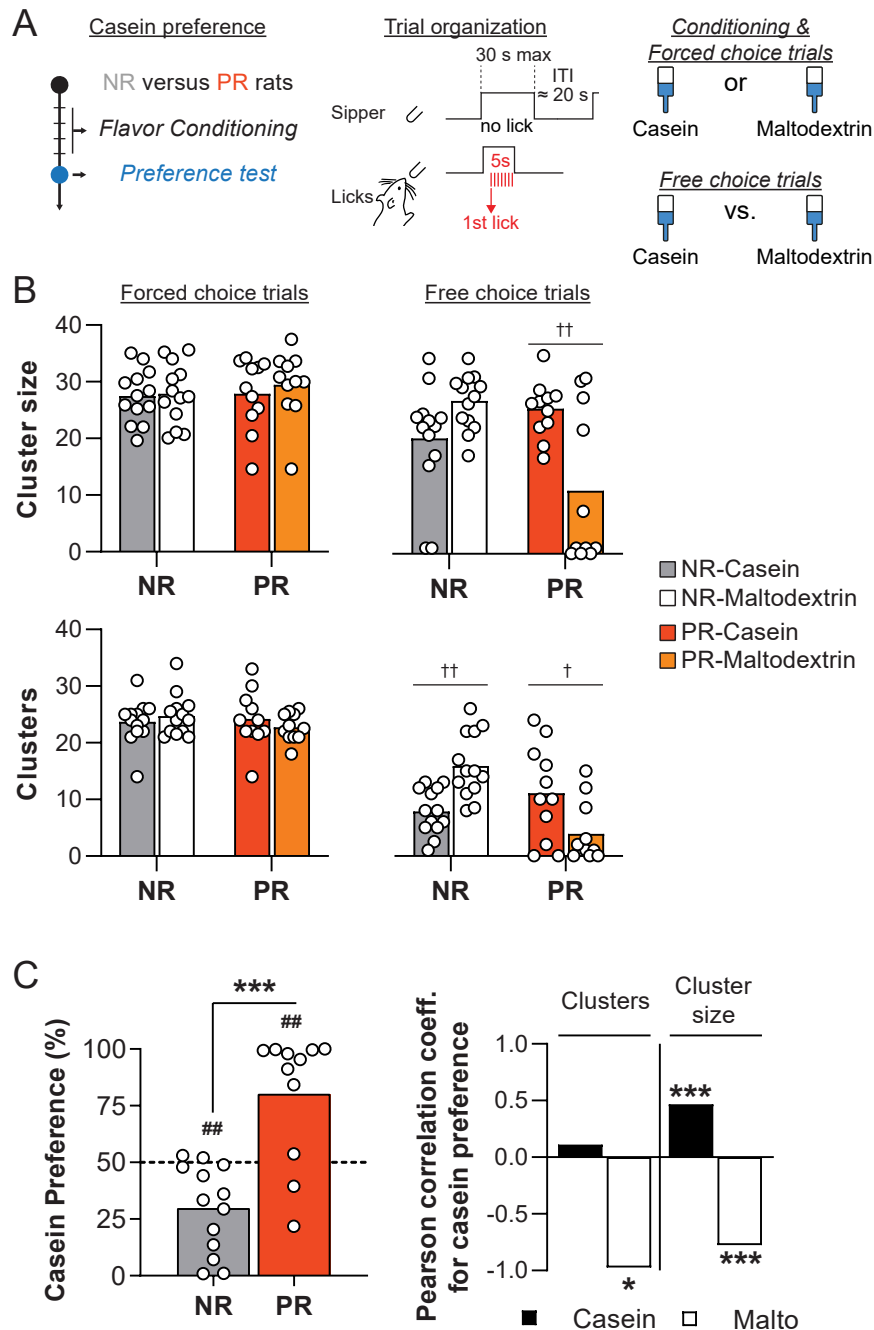 A
Casein preference
NR versus PR rats
Flavor Conditioning
Preference test
Trial organization
30 s max
ITI
≈ 20 s
Sipper
no lick
5s
Licks
1st lick
Conditioning &
Forced choice trials
or
Casein
Maltodextrin
Free choice trials
vs.
Casein
Maltodextrin
B
Forced choice trials
Free choice trials
Cluster size
40
30
20
10
0
NR
PR
††
NR
PR
NR-Casein
NR-Maltodextrin
PR-Casein
PR-Maltodextrin
Clusters
40
30
20
10
0
NR
PR
††
†
NR
PR
C
Casein Preference (%)
100
75
50
25
0
***
##
##
NR
PR
Pearson correlation coeff.
for casein preference
Clusters
Cluster
size
1.0
0.5
0.0
-0.5
-1.0
***
*
***
Casein
Malto